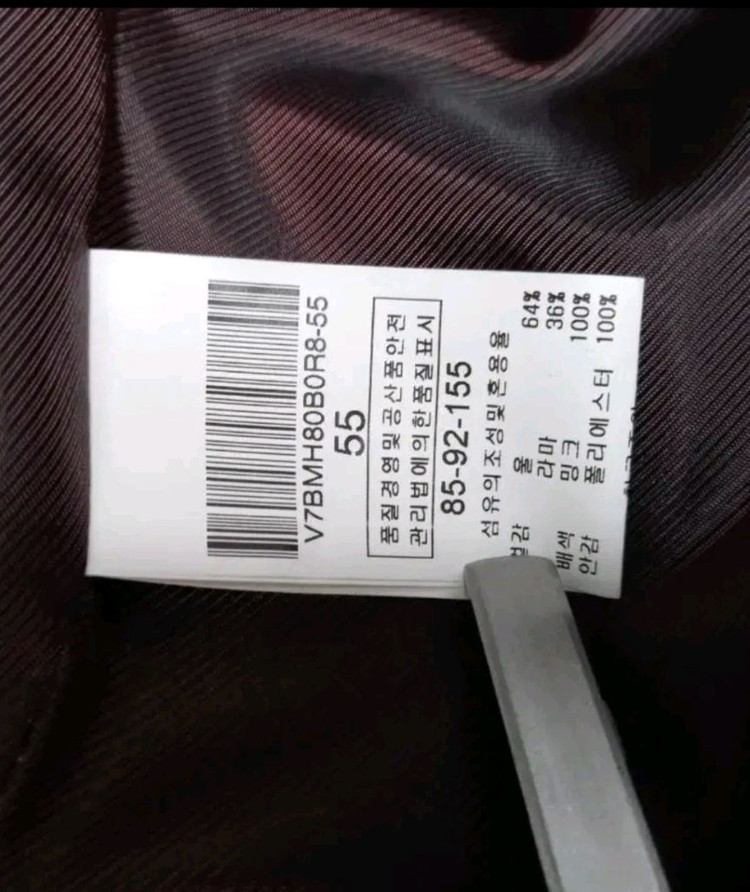 V7BMH80B0R8-55
55
품질경영및공산품안전
관리법에의한품질표시
85-92-155
섬유의조성및혼용율
겉감 울 64%
라마 36%
배색 밍크 100%
안감 폴리에스터 100%